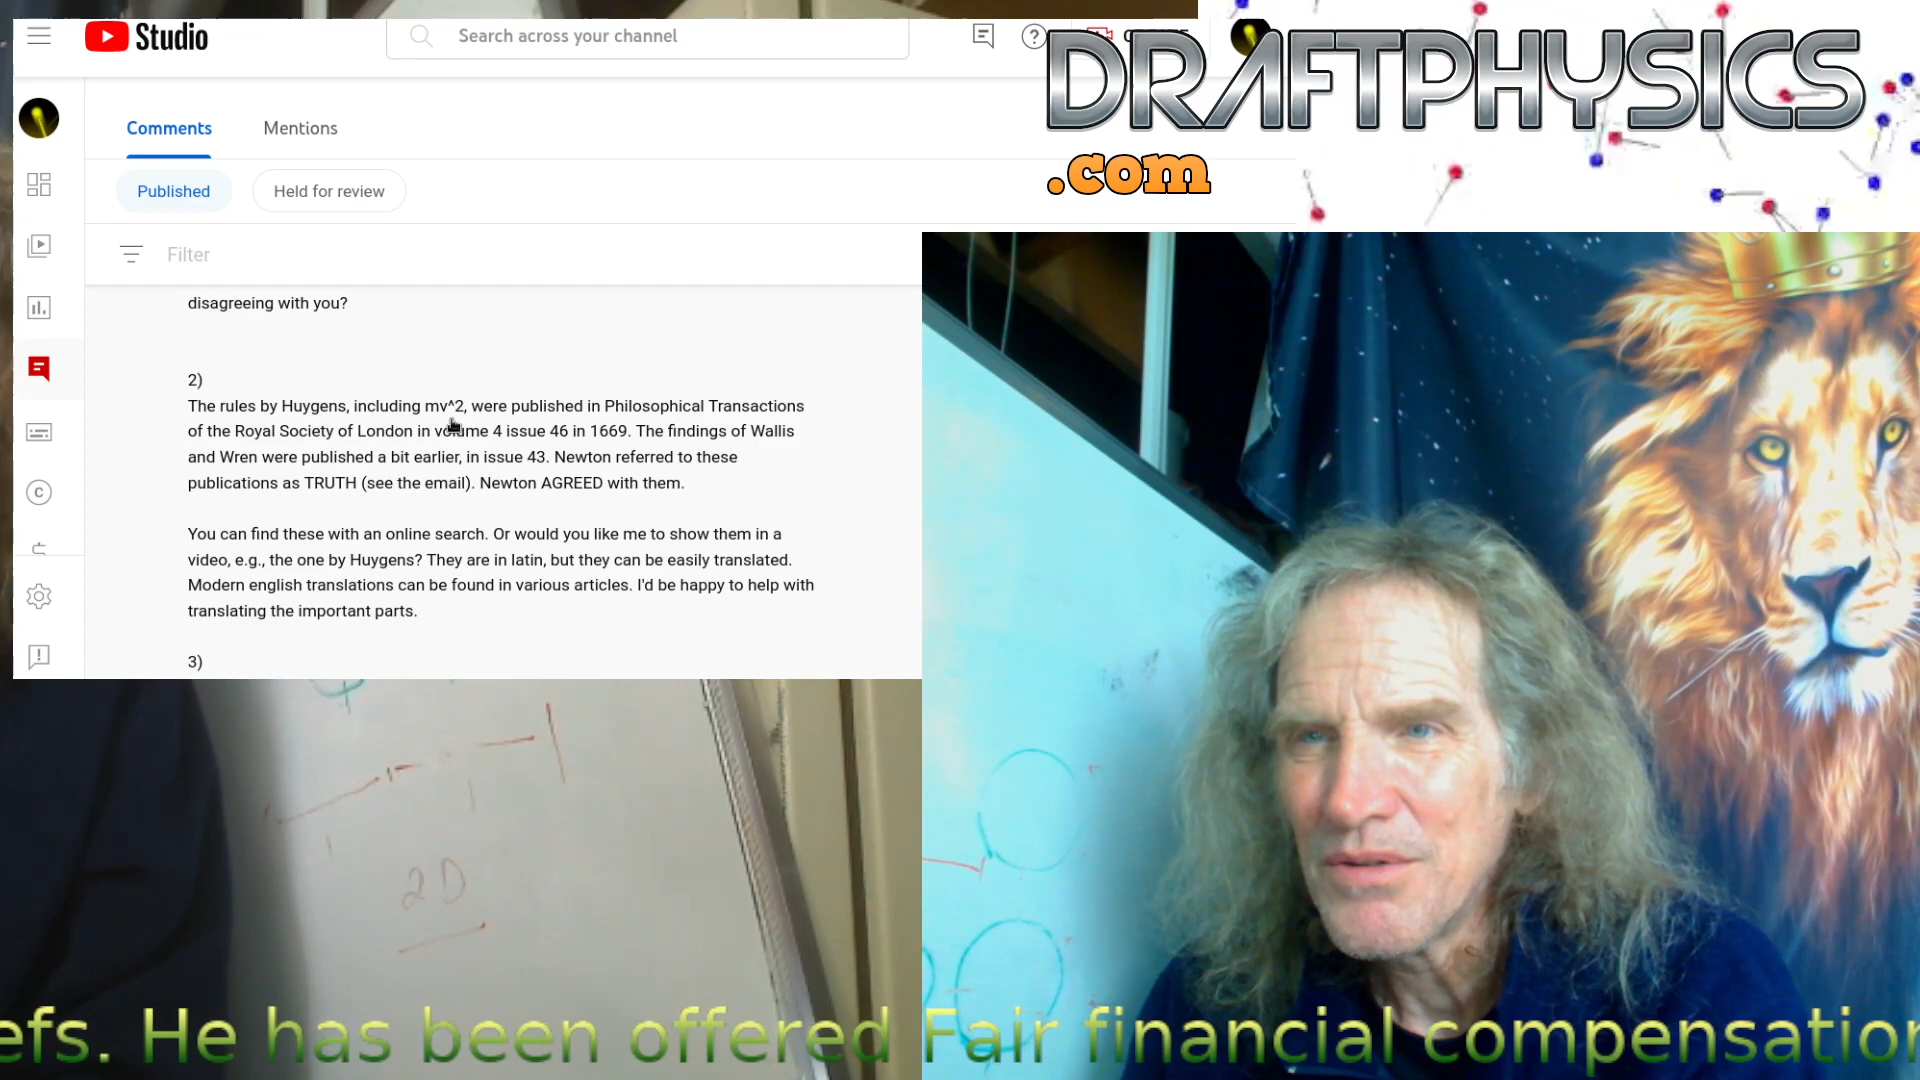 Studio
Search across your channel
DRAFTPHYSICS
.com
Comments
Mentions
Published
Held for review
Filter
disagreeing with you?
2)
The rules by Huygens, including mv^2, were published in Philosophical Transactions
of the Royal Society of London in volume 4 issue 46 in 1669. The findings of Wallis
and Wren were published a bit earlier, in issue 43. Newton referred to these
publications as TRUTH (see the email). Newton AGREED with them.
You can find these with an online search. Or would you like me to show them in a
video, e.g., the one by Huygens? They are in latin, but they can be easily translated.
Modern english translations can be found in various articles. I'd be happy to help with
translating the important parts.
3)
2D
efs. He has been offered Fair financial compensation